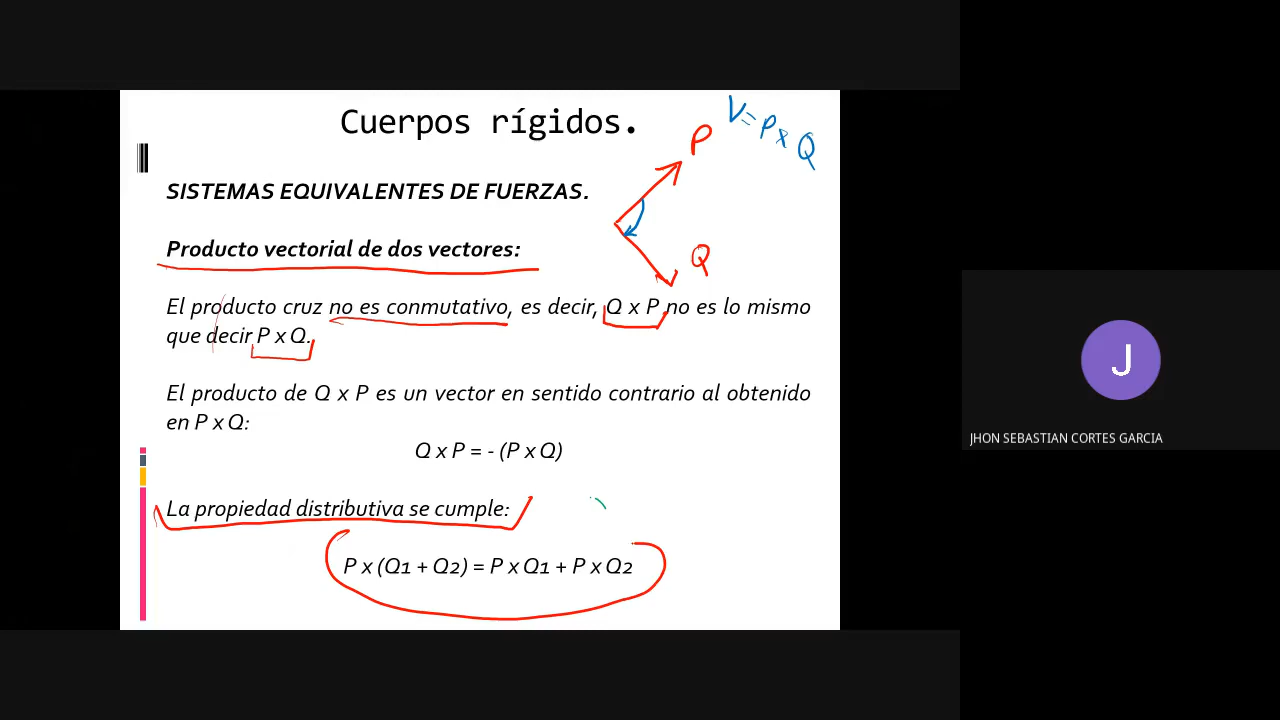 Cuerpos rígidos.
P
V=PxQ
SISTEMAS EQUIVALENTES DE FUERZAS.
Producto vectorial de dos vectores:
Q
El producto cruz no es conmutativo, es decir, Q x P no es lo mismo
que decir P x Q.
El producto de Q x P es un vector en sentido contrario al obtenido
en P x Q:
Q x P = - (P x Q)
La propiedad distributiva se cumple:
P x (Q1 + Q2) = P x Q1 + P x Q2
J
JHON SEBASTIAN CORTES GARCIA